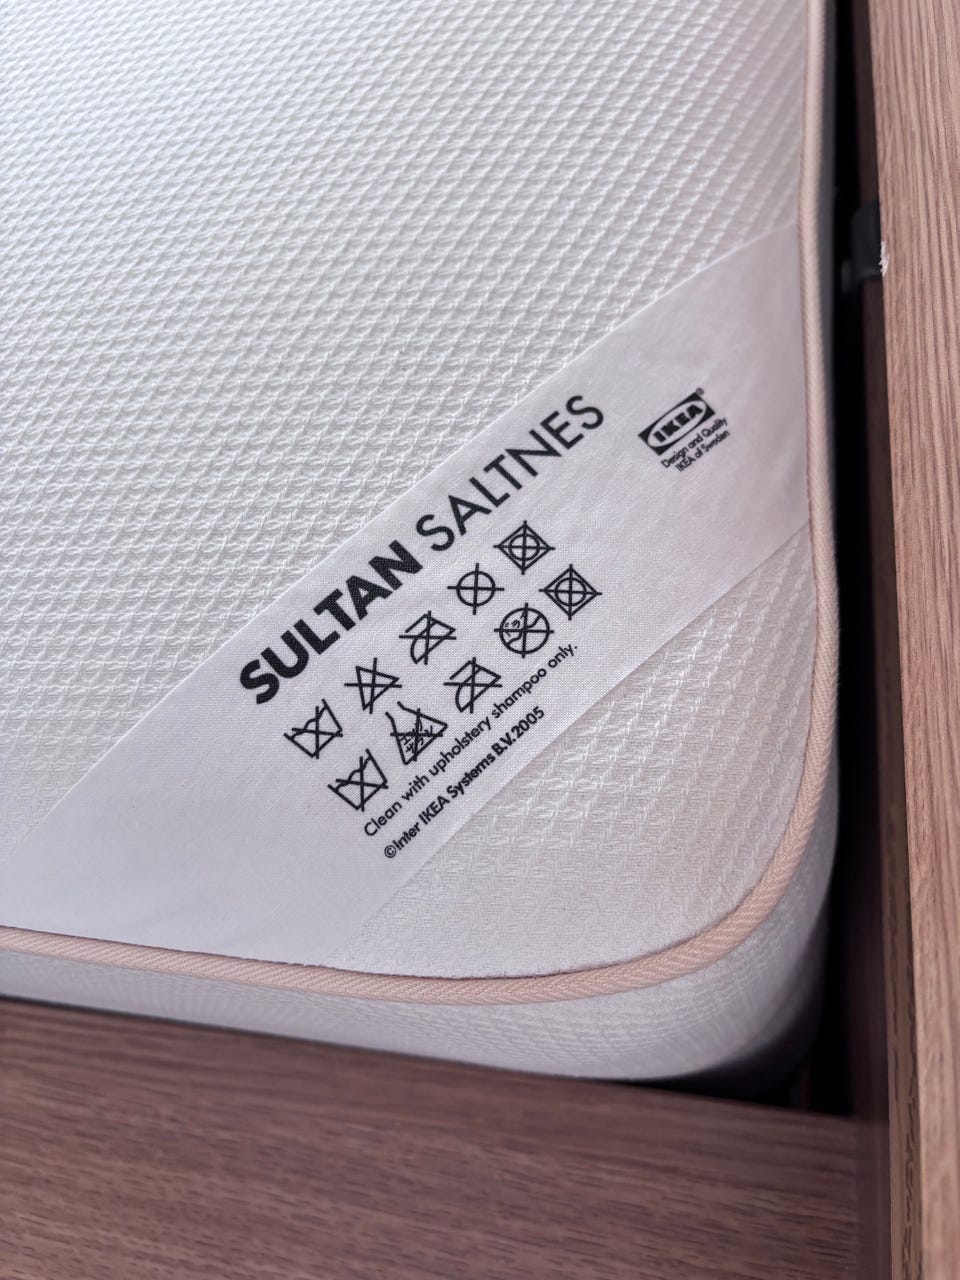 SULTAN SALTNES
IKEA®
Design and Quality
IKEA of Sweden
Clean with upholstery shampoo only.
©Inter IKEA Systems B.V. 2005